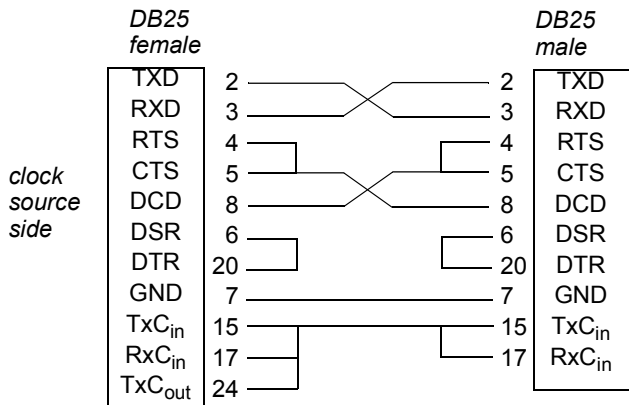 DB25
female
DB25
male
TXD 2 2 TXD
RXD 3 3 RXD
RTS 4 4 RTS
CTS 5 5 CTS
DCD 8 8 DCD
DSR 6 6 DSR
DTR 20 20 DTR
GND 7 7 GND
TxCin 15 15 TxCin
RxCin 17 17 RxCin
TxCout 24
clock
source
side